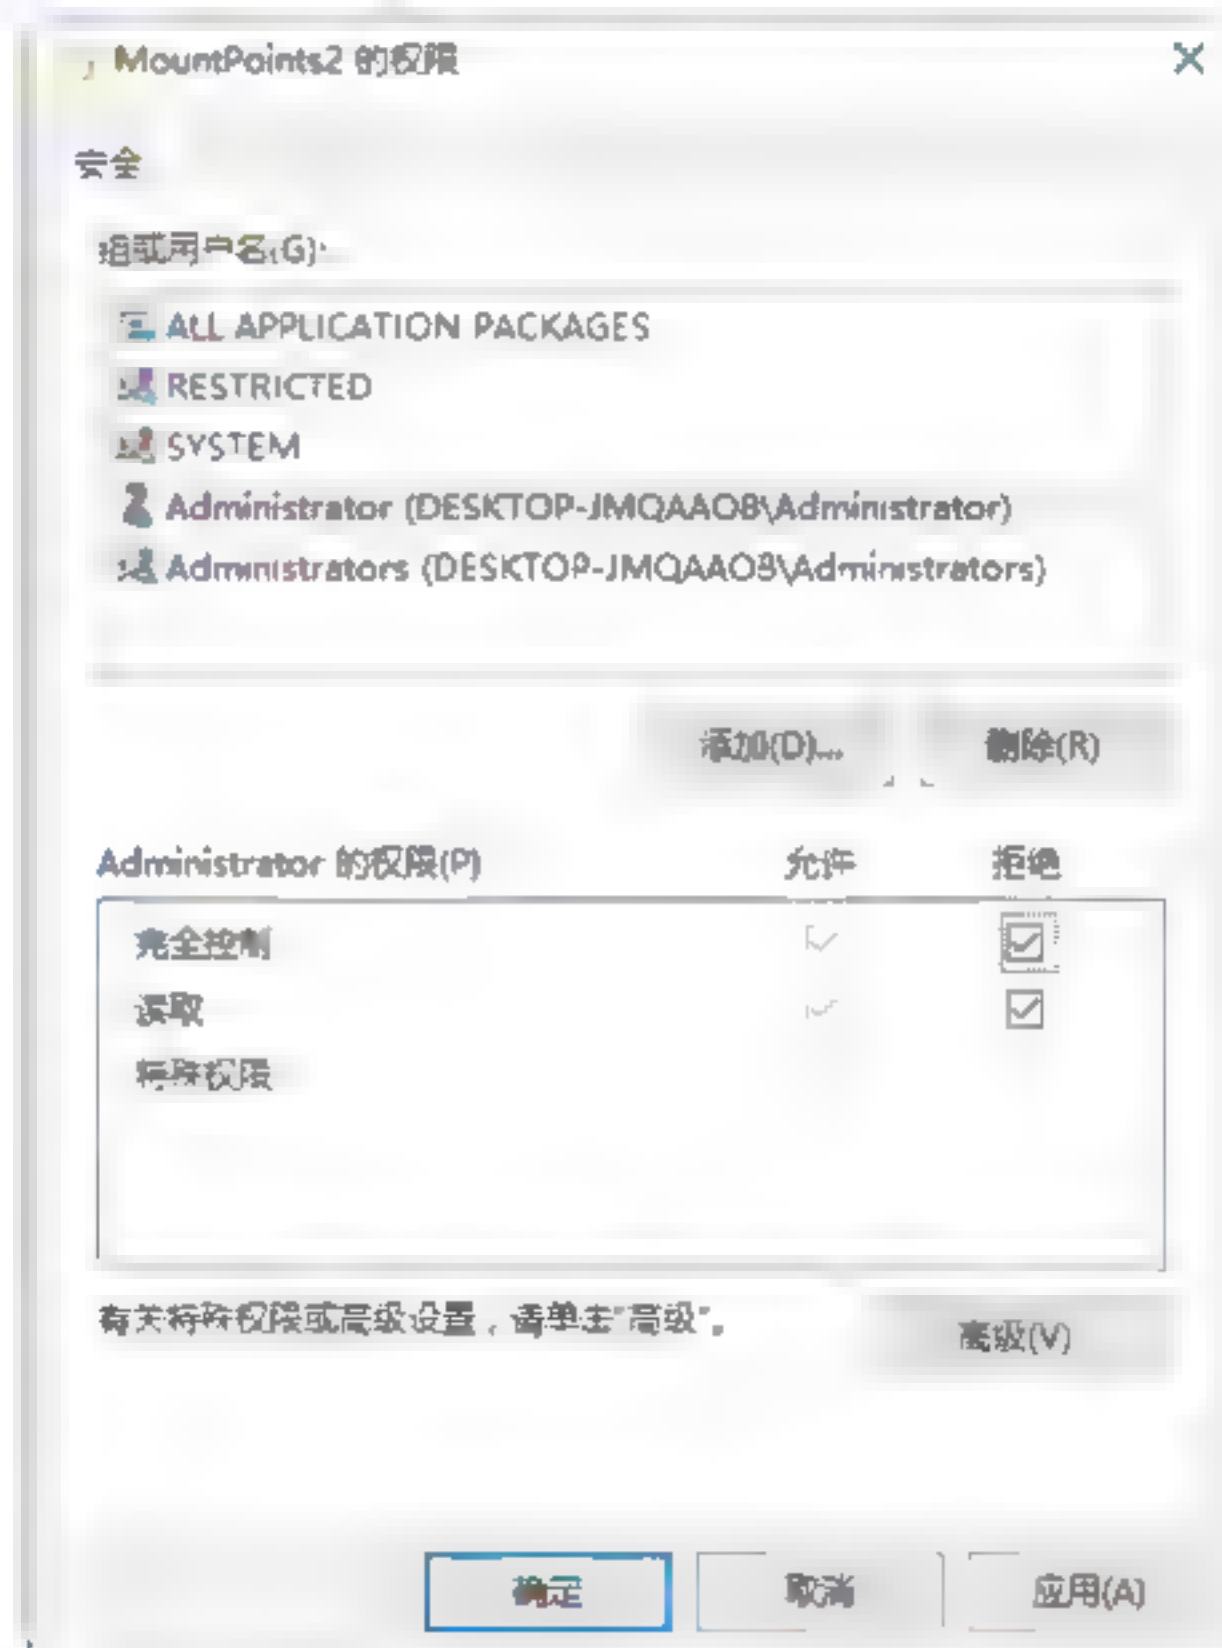 MountPoints2 的权限
安全
组或用户名(G):
ALL APPLICATION PACKAGES
RESTRICTED
SYSTEM
Administrator (DESKTOP-JMQAAOB\Administrator)
Administrators (DESKTOP-JMQAAOB\Administrators)
添加(D)... 删除(R)
Administrator 的权限(P) 允许 拒绝
完全控制
读取
特殊权限
有关特殊权限或高级设置，请单击"高级"。 高级(V)
确定 取消 应用(A)